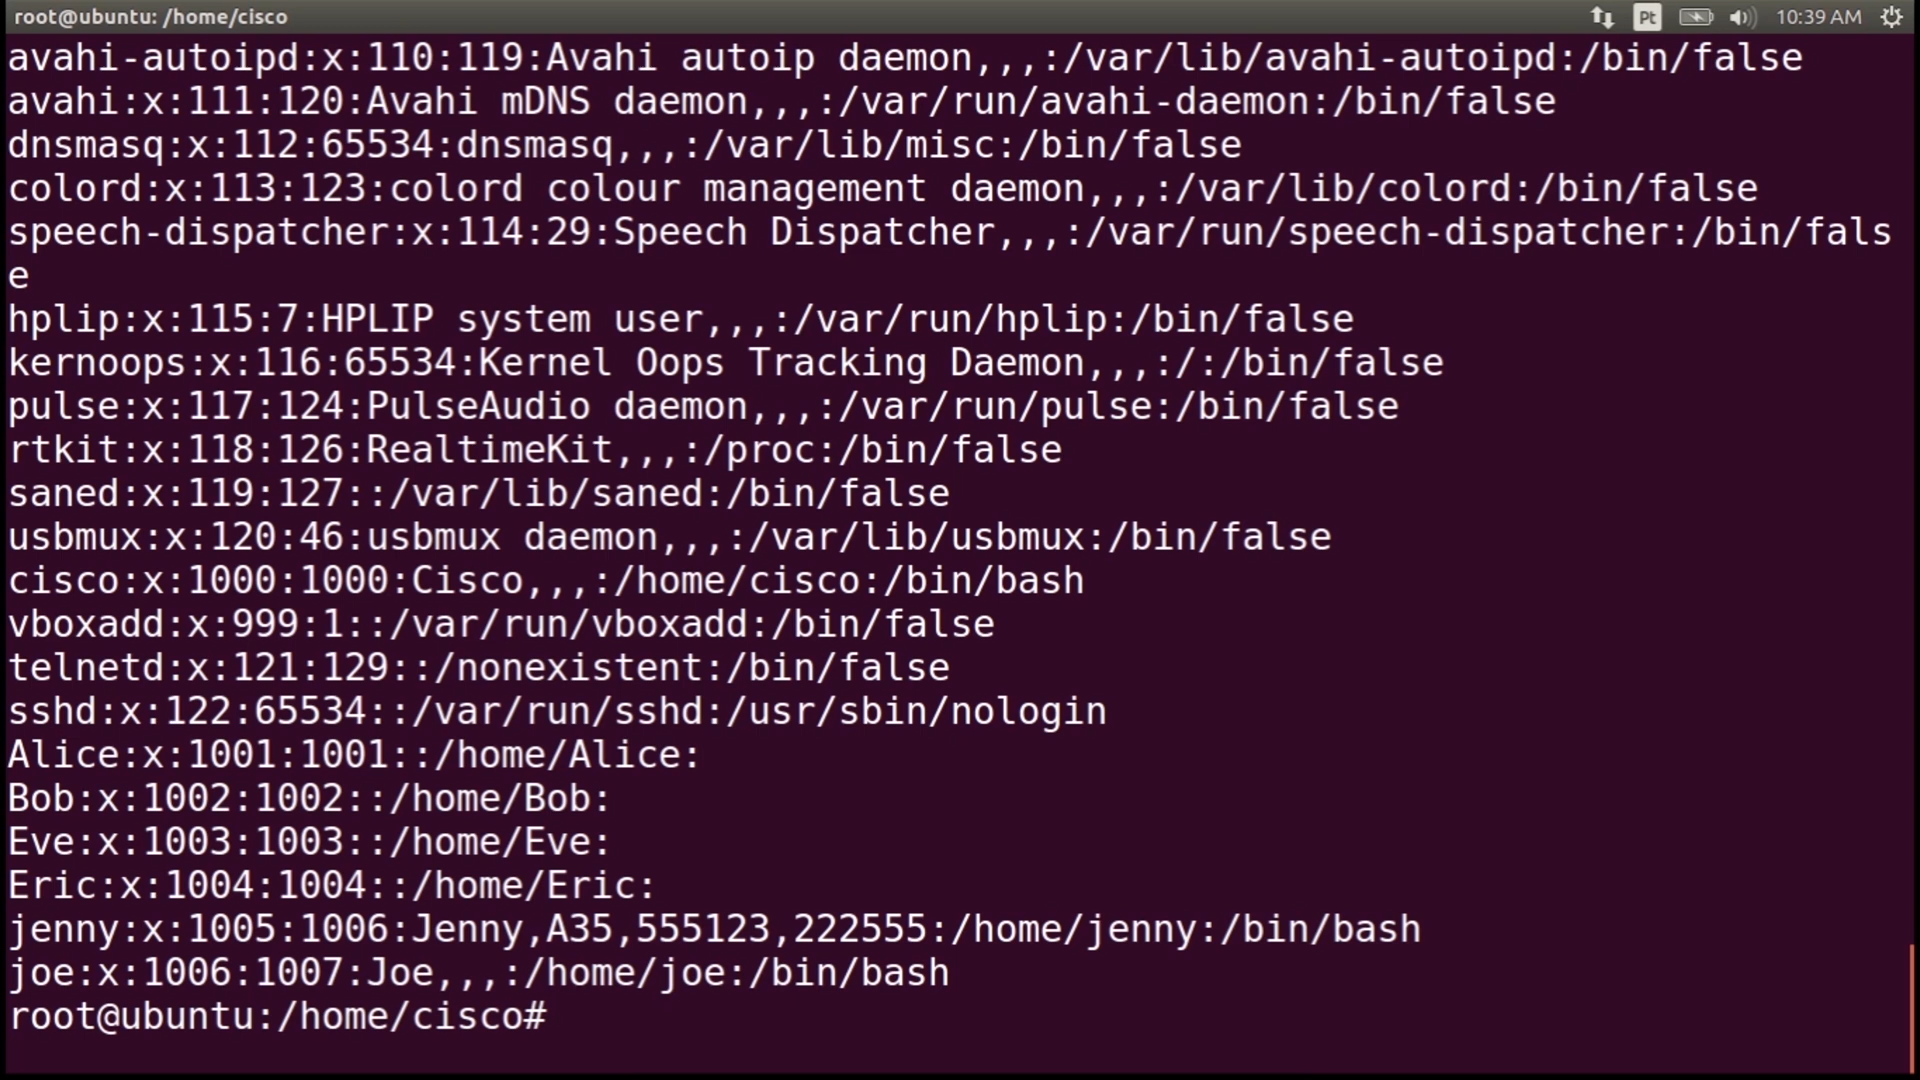 root@ubuntu: /home/cisco
Pt
10:39 AM
avahi-autoipd:x:110:119:Avahi autoip daemon,,,:/var/lib/avahi-autoipd:/bin/false
avahi:x:111:120:Avahi mDNS daemon,,,:/var/run/avahi-daemon:/bin/false
dnsmasq:x:112:65534:dnsmasq,,,:/var/lib/misc:/bin/false
colord:x:113:123:colord colour management daemon,,,:/var/lib/colord:/bin/false
speech-dispatcher:x:114:29:Speech Dispatcher,,,:/var/run/speech-dispatcher:/bin/fals
e
hplip:x:115:7:HPLIP system user,,,:/var/run/hplip:/bin/false
kernoops:x:116:65534:Kernel Oops Tracking Daemon,,,:/:/bin/false
pulse:x:117:124:PulseAudio daemon,,,:/var/run/pulse:/bin/false
rtkit:x:118:126:RealtimeKit,,,:/proc:/bin/false
saned:x:119:127::/var/lib/saned:/bin/false
usbmux:x:120:46:usbmux daemon,,,:/var/lib/usbmux:/bin/false
cisco:x:1000:1000:Cisco,,,:/home/cisco:/bin/bash
vboxadd:x:999:1::/var/run/vboxadd:/bin/false
telnetd:x:121:129::/nonexistent:/bin/false
sshd:x:122:65534::/var/run/sshd:/usr/sbin/nologin
Alice:x:1001:1001::/home/Alice:
Bob:x:1002:1002::/home/Bob:
Eve:x:1003:1003::/home/Eve:
Eric:x:1004:1004::/home/Eric:
jenny:x:1005:1006:Jenny,A35,555123,222555:/home/jenny:/bin/bash
joe:x:1006:1007:Joe,,,:/home/joe:/bin/bash
root@ubuntu:/home/cisco#